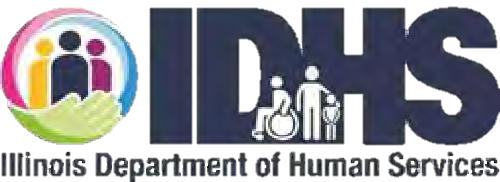 IDHS
Illinois Department of Human Services